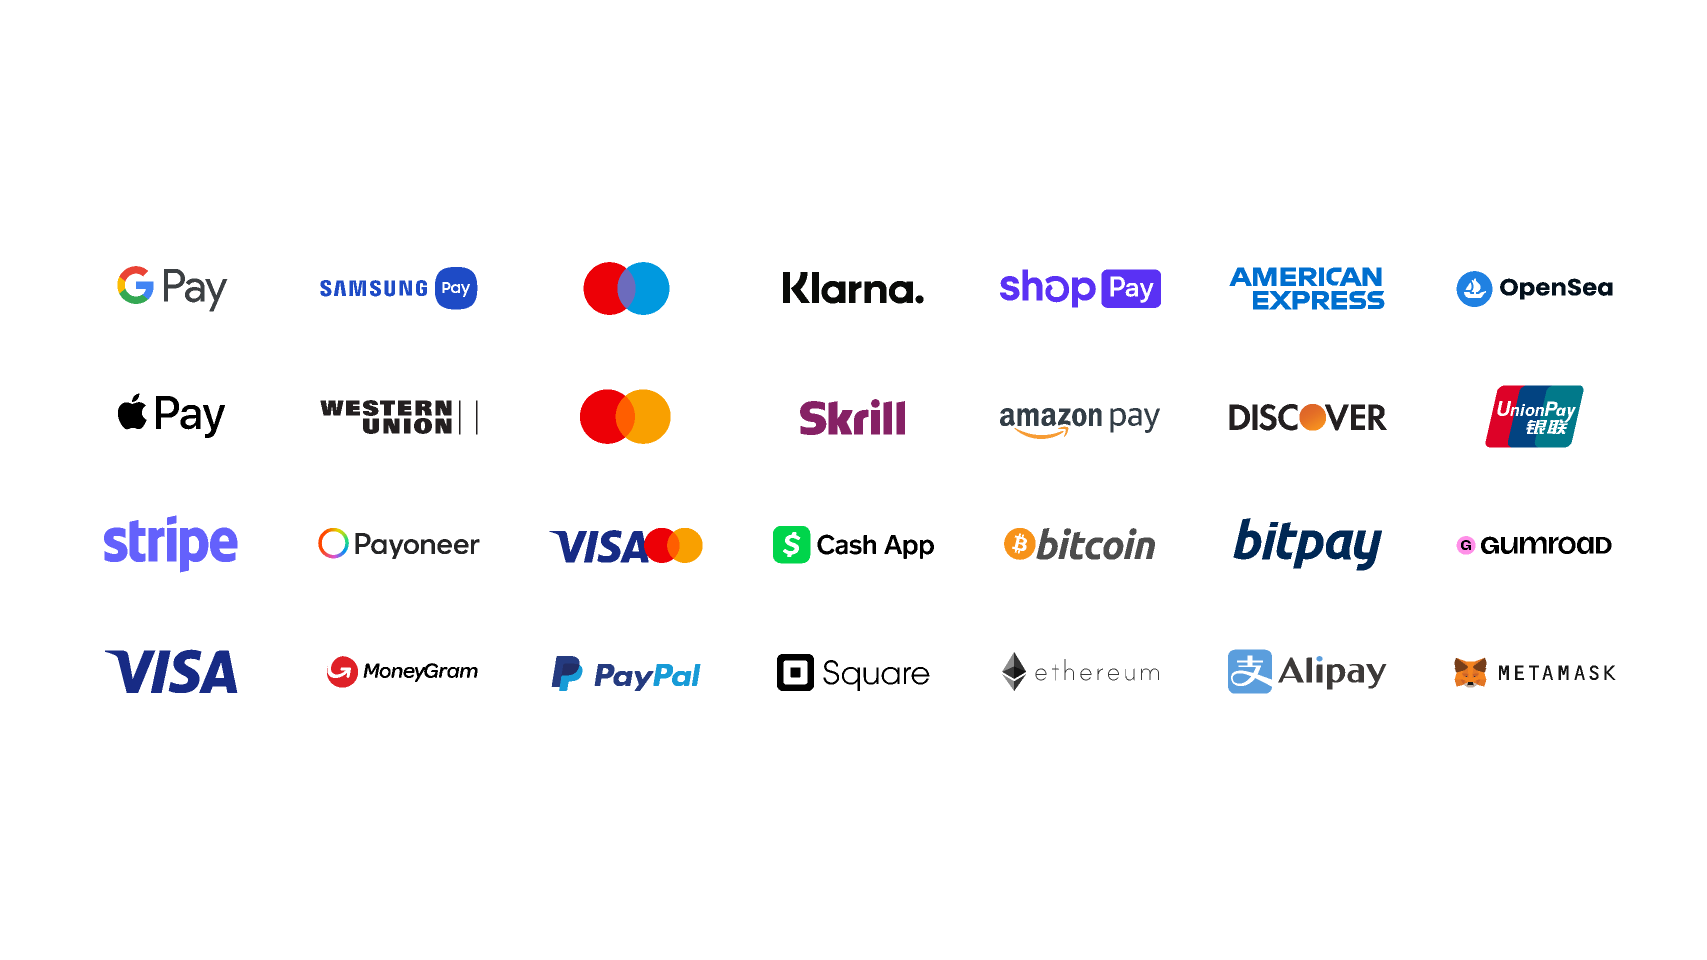 G Pay
SAMSUNG Pay
Klarna.
shop Pay
AMERICAN
EXPRESS
OpenSea
Pay
WESTERN
UNION
Skrill
amazon pay
DISCOVER
UnionPay
银联
stripe
Payoneer
VISA
$ Cash App
₿ bitcoin
bitpay
G GUMROAD
VISA
MoneyGram
P PayPal
Square
ethereum
支 Alipay
METAMASK